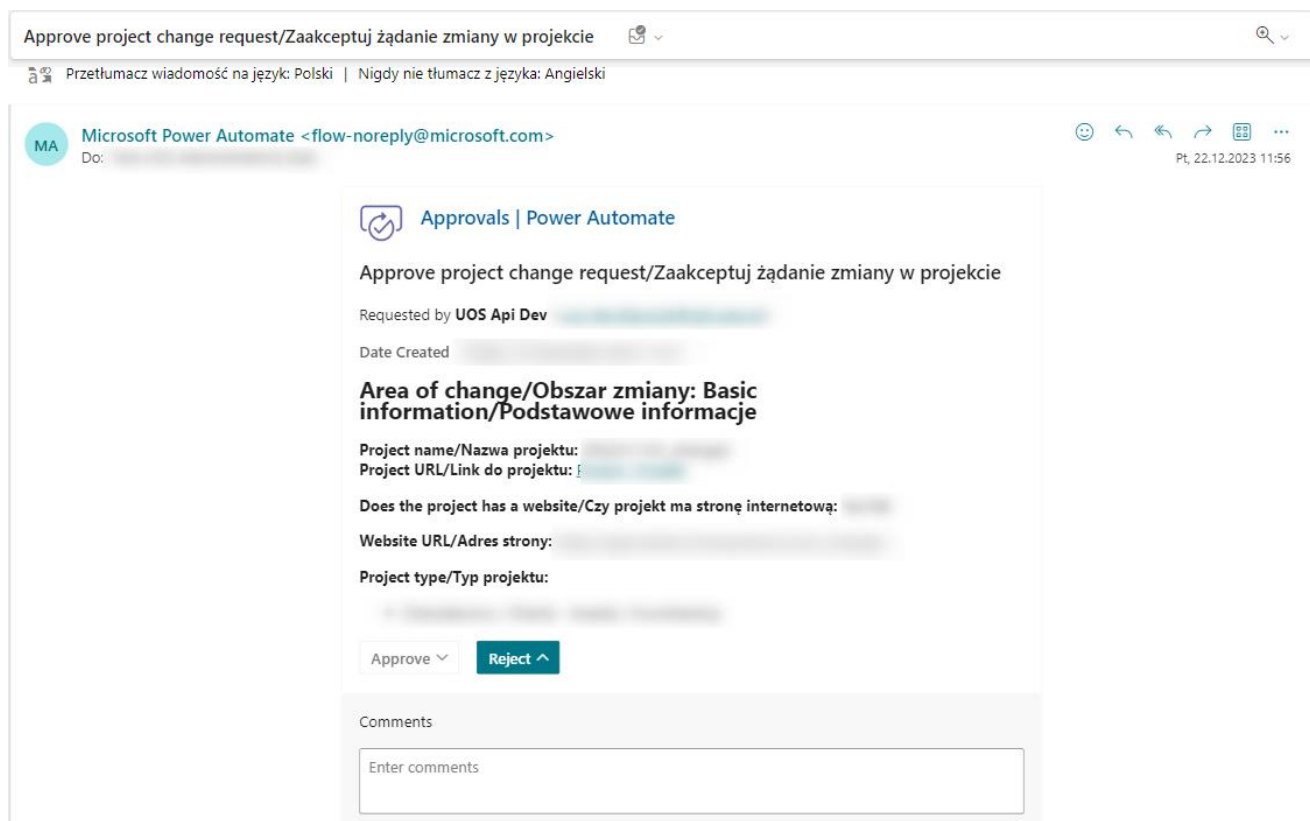 Approve project change request/Zaakceptuj żądanie zmiany w projekcie
Przetłumacz wiadomość na język: Polski | Nigdy nie tłumacz z języka: Angielski
MA
Microsoft Power Automate <flow-noreply@microsoft.com>
Do:
Pt, 22.12.2023 11:56
Approvals | Power Automate
Approve project change request/Zaakceptuj żądanie zmiany w projekcie
Requested by UOS Api Dev
Date Created
Area of change/Obszar zmiany: Basic
information/Podstawowe informacje
Project name/Nazwa projektu:
Project URL/Link do projektu:
Does the project has a website/Czy projekt ma stronę internetową:
Website URL/Adres strony:
Project type/Typ projektu:
Approve Reject
Comments
Enter comments